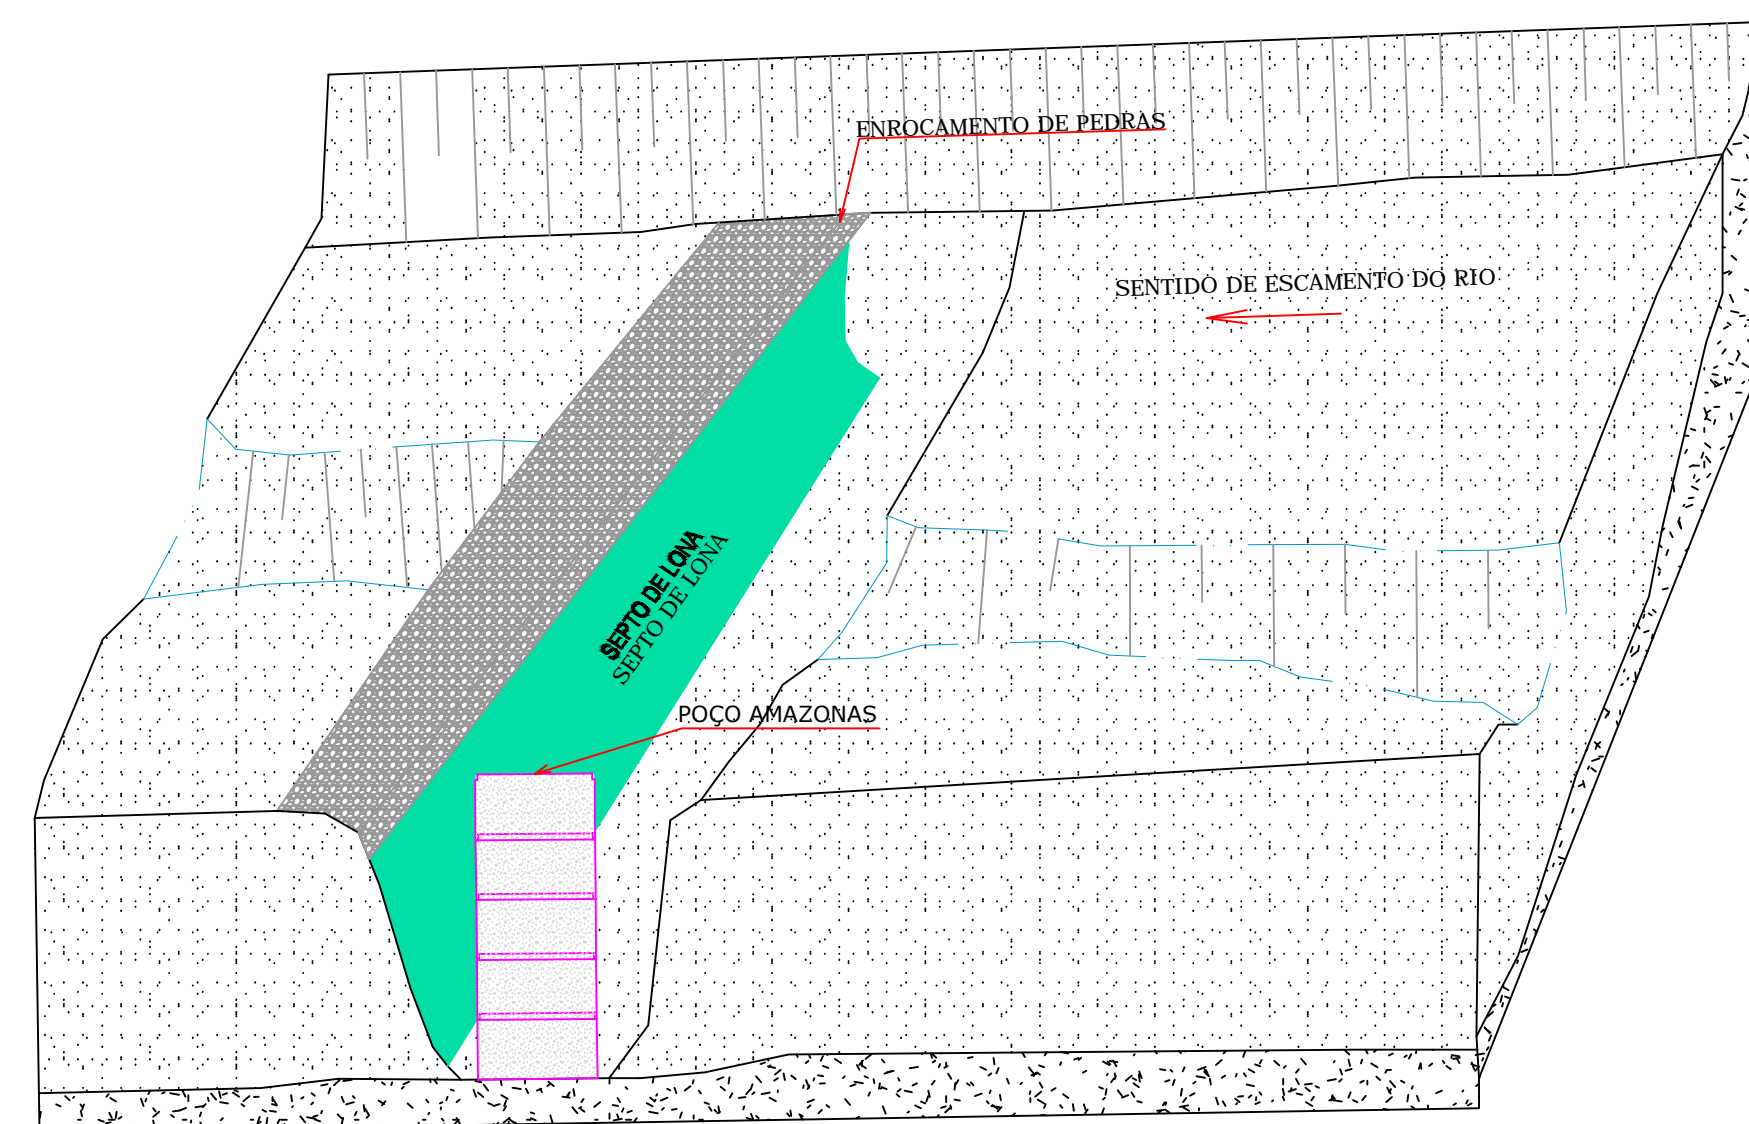 ENROCAMENTO DE PEDRAS
SENTIDO DE ESCAMENTO DO RIO
SEPTO DE LONA
SEPTO DE LONA
POÇO AMAZONAS